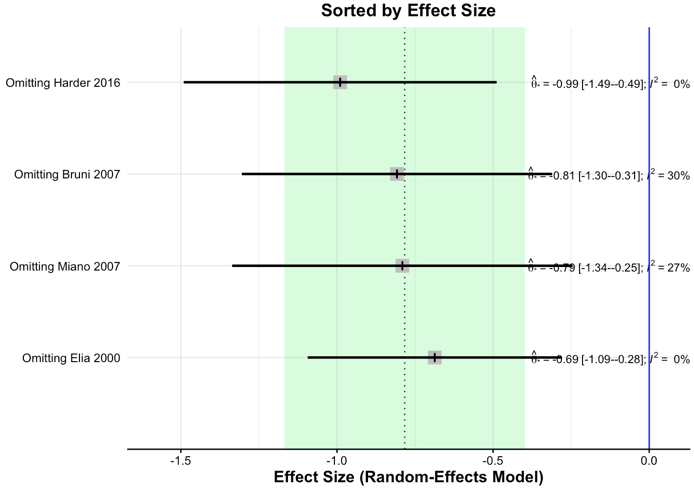 Sorted by Effect Size
Omitting Harder 2016 θ̂* = -0.99 [-1.49--0.49]; I² = 0%
Omitting Bruni 2007 θ̂* = -0.81 [-1.30--0.31]; I² = 30%
Omitting Miano 2007 θ̂* = -0.79 [-1.34--0.25]; I² = 27%
Omitting Elia 2000 θ̂* = -0.69 [-1.09--0.28]; I² = 0%
-1.5 -1.0 -0.5 0.0
Effect Size (Random-Effects Model)